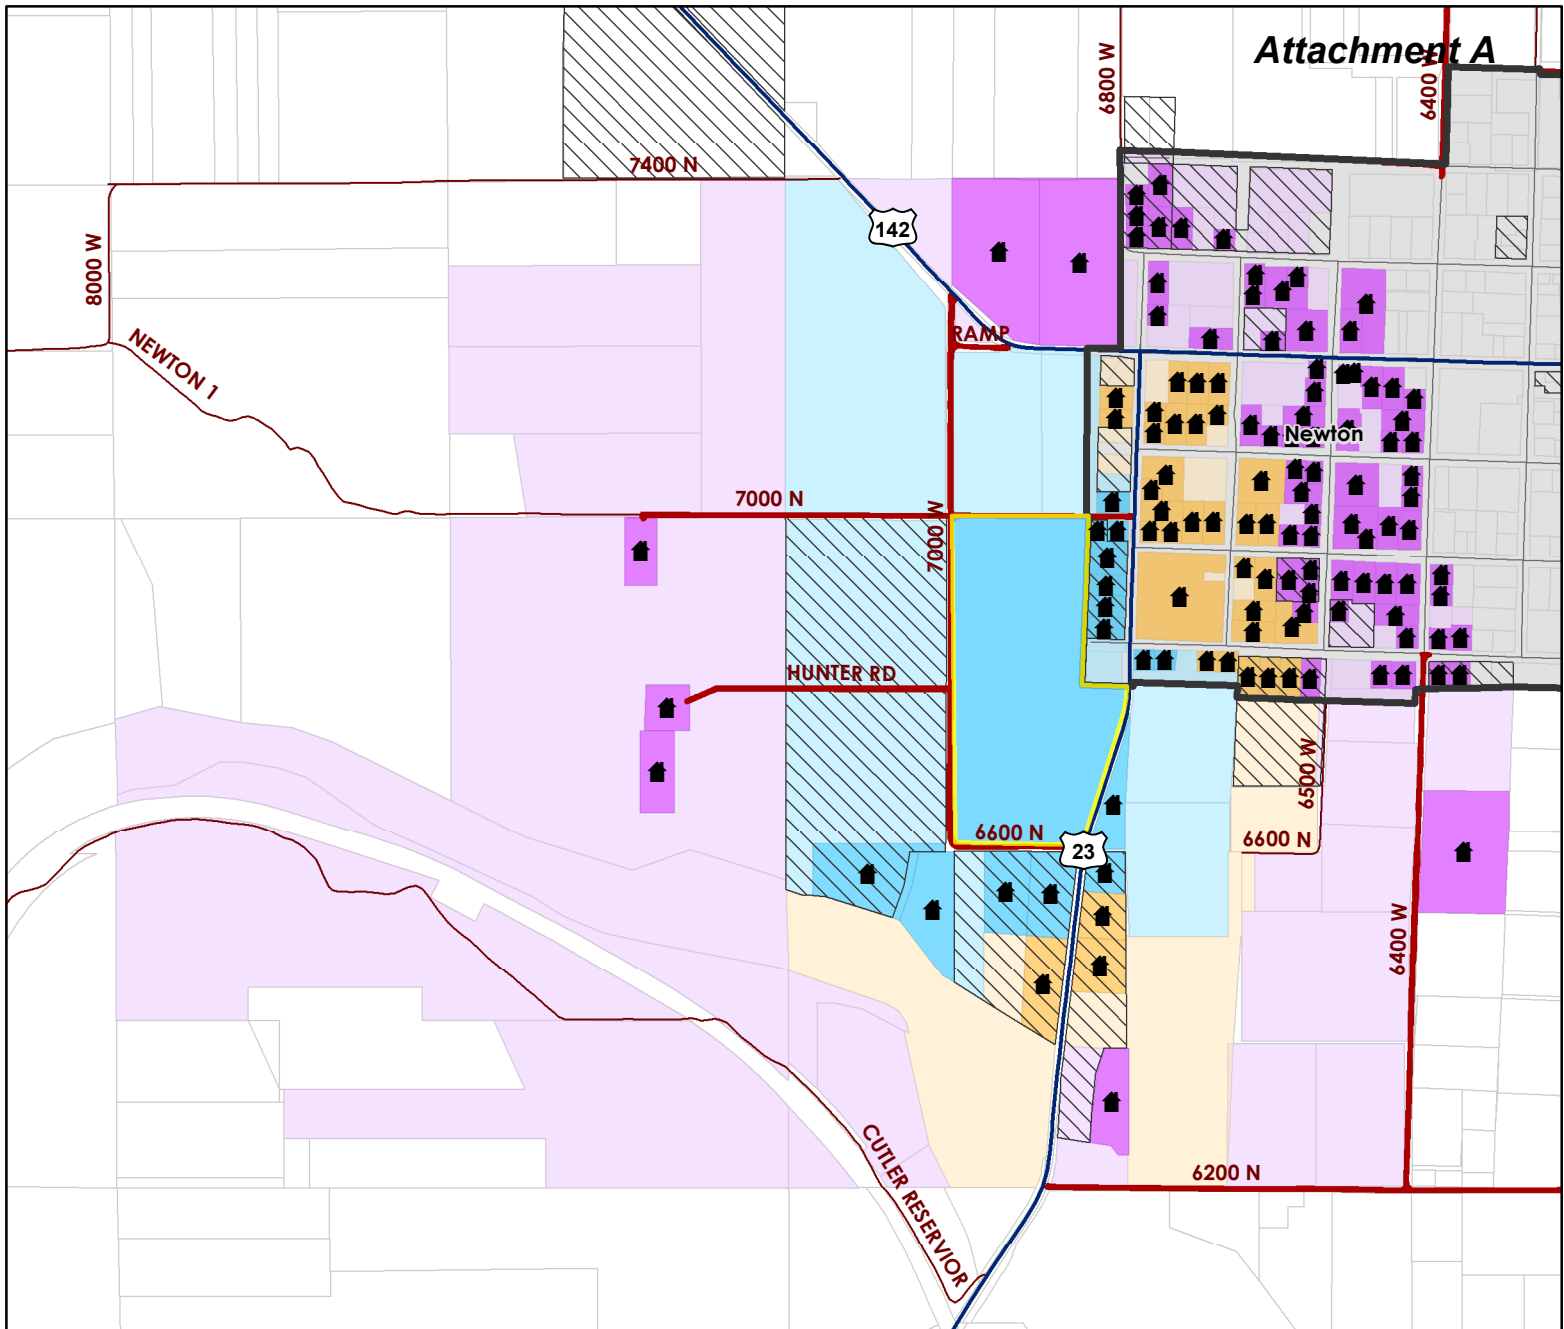 Attachment A
6800 W
6400 W
7400 N
142
8000 W
RAMP
NEWTON 1
Newton
7000 N
7000 W
HUNTER RD
6500 W
6600 N
23
6600 N
6400 W
CUTLER RESERVIOR
6200 N